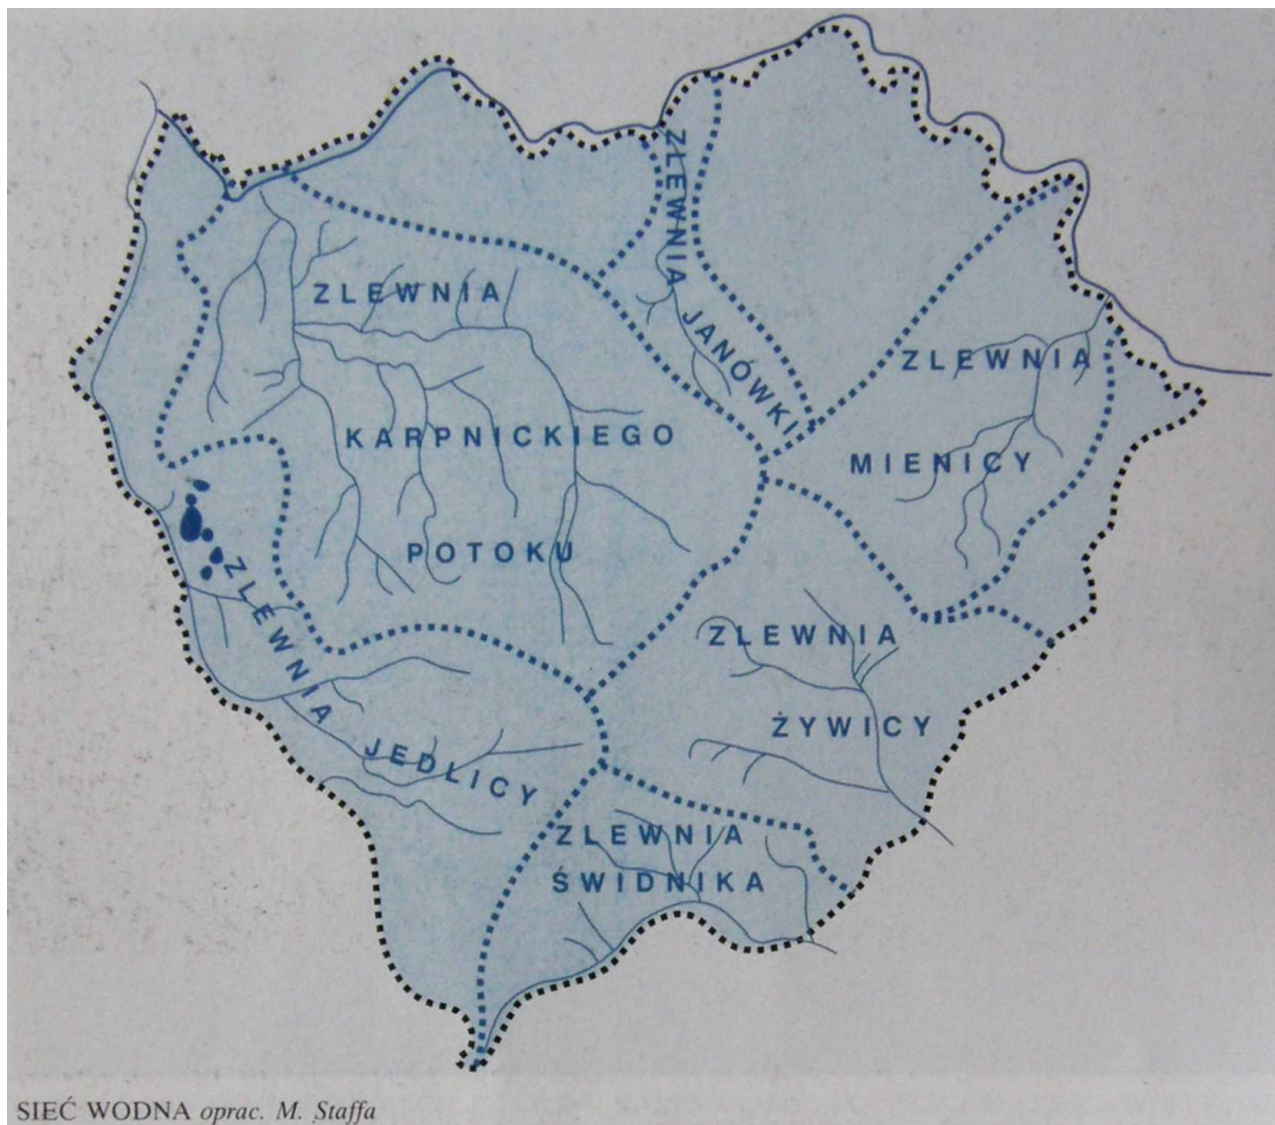 ZLEWNIA
JANÓWKI
ZLEWNIA
KARPNICKIEGO
POTOKU
ZLEWNIA
MIENICY
ZLEWNIA
JEDLICY
ZLEWNIA
ŻYWICY
ZLEWNIA
ŚWIDNIKA
SIEĆ WODNA oprac. M. Staffa